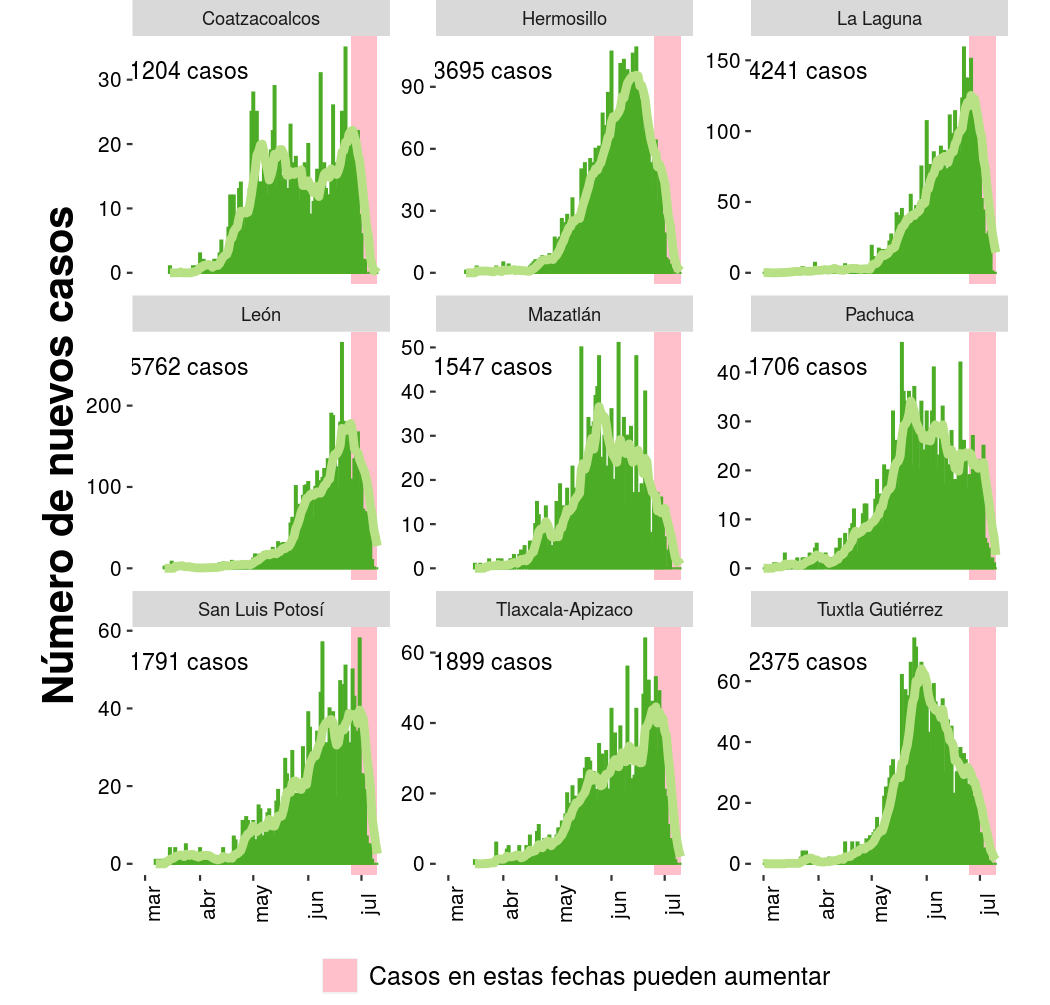 Número de nuevos casos
Coatzacoalcos
1204 casos
30
20
10
0
Hermosillo
3695 casos
90
60
30
0
La Laguna
4241 casos
150
100
50
0
León
5762 casos
200
100
0
Mazatlán
1547 casos
50
40
30
20
10
0
Pachuca
1706 casos
40
30
20
10
0
San Luis Potosí
1791 casos
60
40
20
0
mar abr may jun jul
Tlaxcala-Apizaco
1899 casos
60
40
20
0
mar abr may jun jul
Tuxtla Gutiérrez
2375 casos
60
40
20
0
mar abr may jun jul
Casos en estas fechas pueden aumentar